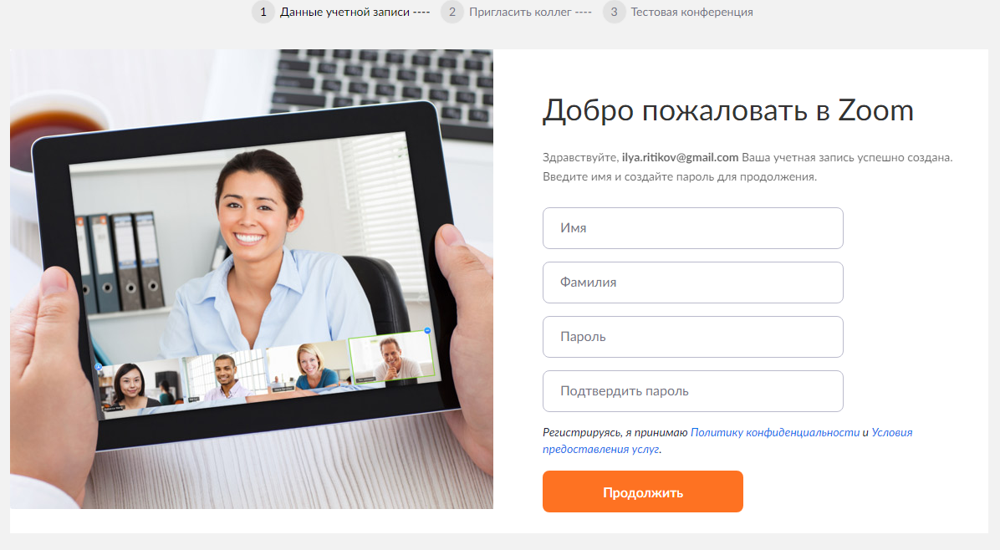 1 Данные учетной записи ---- 2 Пригласить коллег ---- 3 Тестовая конференция
Добро пожаловать в Zoom
Здравствуйте, ilya.ritikov@gmail.com Ваша учетная запись успешно создана.
Введите имя и создайте пароль для продолжения.
Имя
Фамилия
Пароль
Подтвердить пароль
Регистрируясь, я принимаю Политику конфиденциальности и Условия
предоставления услуг.
Продолжить